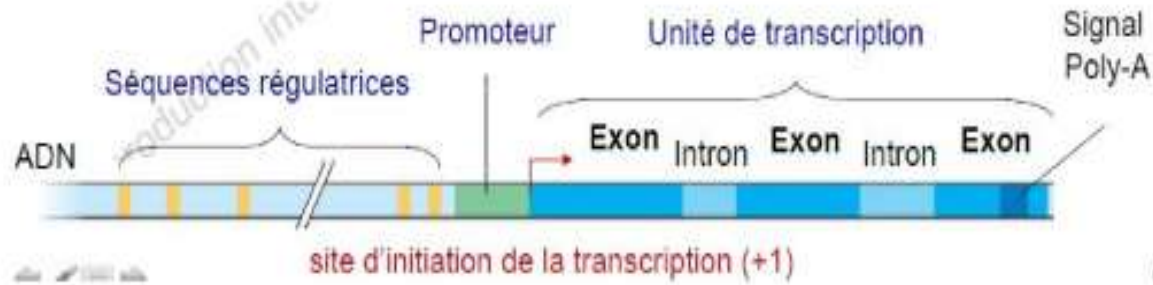 Promoteur
Unité de transcription
Signal
Poly-A
Séquences régulatrices
ADN
Exon Intron Exon Intron Exon
site d'initiation de la transcription (+1)